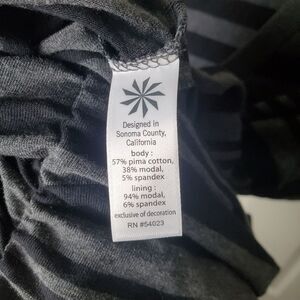 Designed in
Sonoma County,
California
body :
57% pima cotton,
38% modal,
5% spandex
lining :
94% modal,
6% spandex
exclusive of decoration
RN #54023